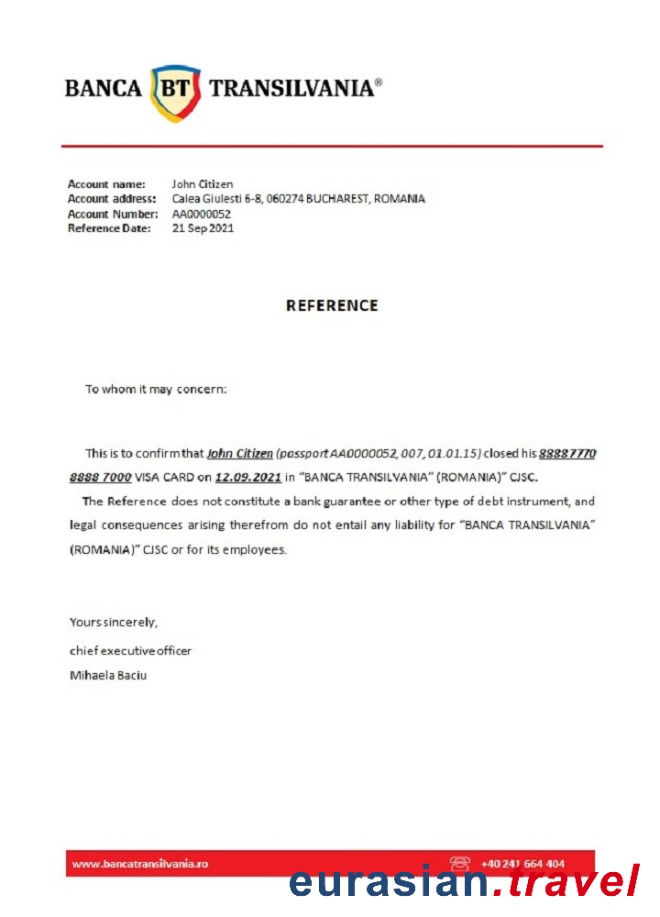 BANCA BT TRANSILVANIA®
Account name: John Citizen
Account address: Calea Giulesti 6-8, 060274 BUCHAREST, ROMANIA
Account Number: AA0000052
Reference Date: 21 Sep 2021
REFERENCE
To whom it may concern:
This is to confirm that John Citizen (passport AA0000052, 007, 01.01.15) closed his 8888 7770
8888 7000 VISA CARD on 12.09.2021 in “BANCA TRANSILVANIA” (ROMANIA)” CJSC.
The Reference does not constitute a bank guarantee or other type of debt instrument, and
legal consequences arising therefrom do not entail any liability for “BANCA TRANSILVANIA”
(ROMANIA)” CJSC or for its employees.
Yours sincerely,
chief executive officer
Mihaela Baciu
www.bancatransilvania.ro +40 241 664 404
eurasian.travel